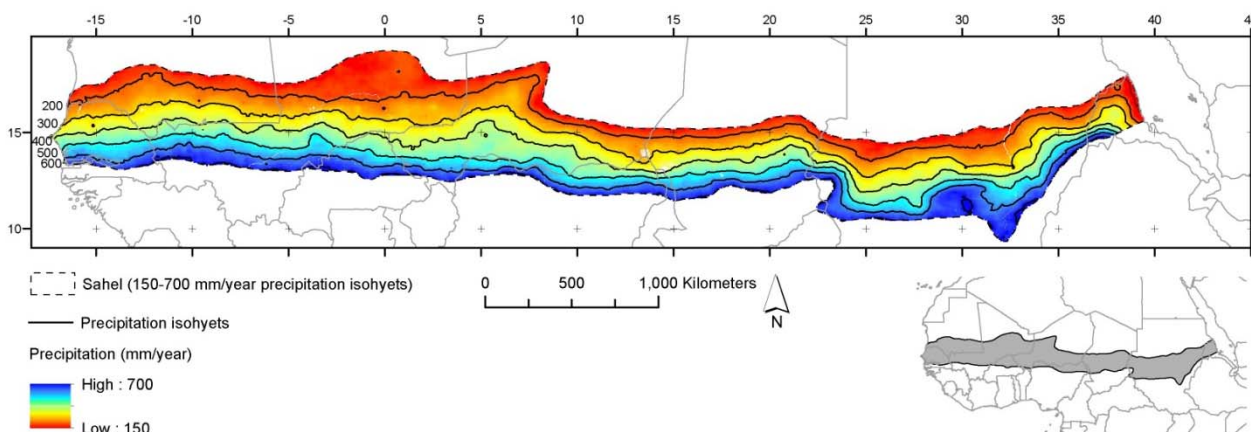 -15 -10 -5 0 5 10 15 20 25 30 35 40 4
200
300
400
500
600
15
10
Sahel (150-700 mm/year precipitation isohyets)
0 500 1,000 Kilometers
N
Precipitation isohyets
Precipitation (mm/year)
High : 700
Low : 150